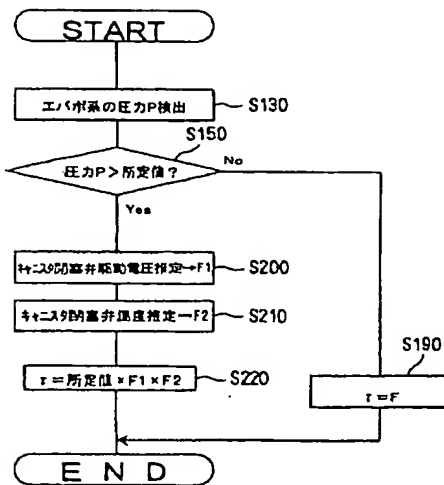 START
エバポ系の圧力P検出
S130
S150
圧力P>所定値?
No
Yes
キャニスタ閉塞弁駆動電圧推定→F1
S200
キャニスタ閉塞弁温度推定→F2
S210
τ=所定値×F1×F2
S220
S190
τ=F
END